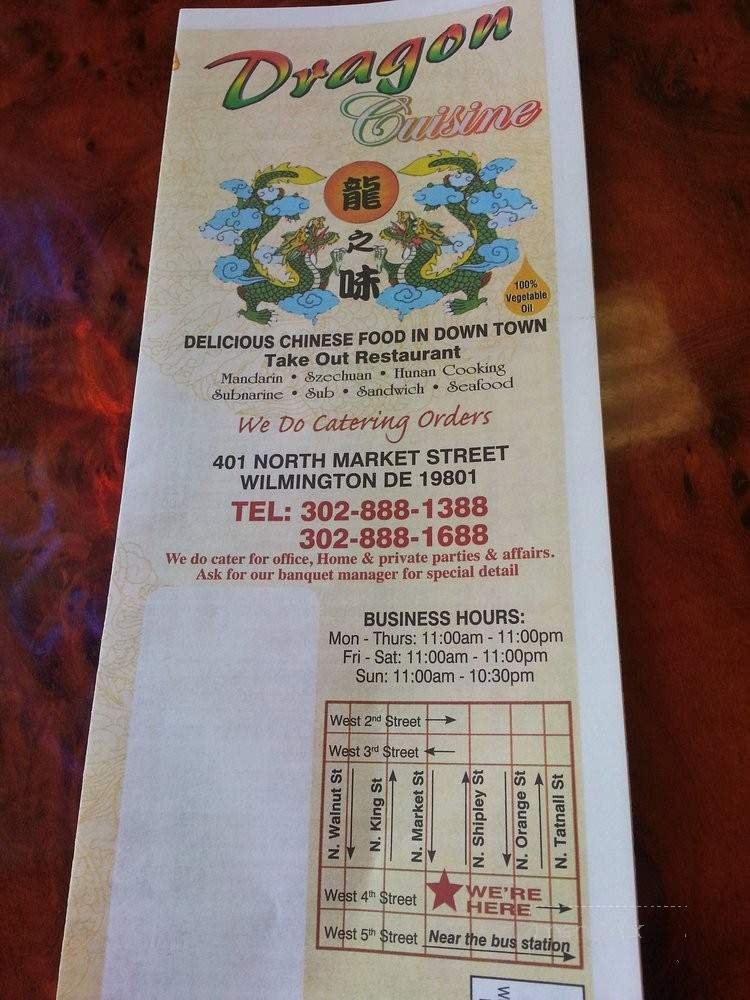 Dragon
Cuisine
龍
之
味
100%
Vegetable
Oil
DELICIOUS CHINESE FOOD IN DOWN TOWN
Take Out Restaurant
Mandarin • Szechuan • Hunan Cooking
Subnarine • Sub • Sandwich • Seafood
We Do Catering Orders
401 NORTH MARKET STREET
WILMINGTON DE 19801
TEL: 302-888-1388
302-888-1688
We do cater for office, Home & private parties & affairs.
Ask for our banquet manager for special detail
BUSINESS HOURS:
Mon - Thurs: 11:00am - 11:00pm
Fri - Sat: 11:00am - 11:00pm
Sun: 11:00am - 10:30pm
West 2nd Street
West 3rd Street
N. Walnut St
N. King St
N. Market St
N. Shipley St
N. Orange St
N. Tatnall St
West 4th Street
WE'RE
HERE
West 5th Street
Near the bus station